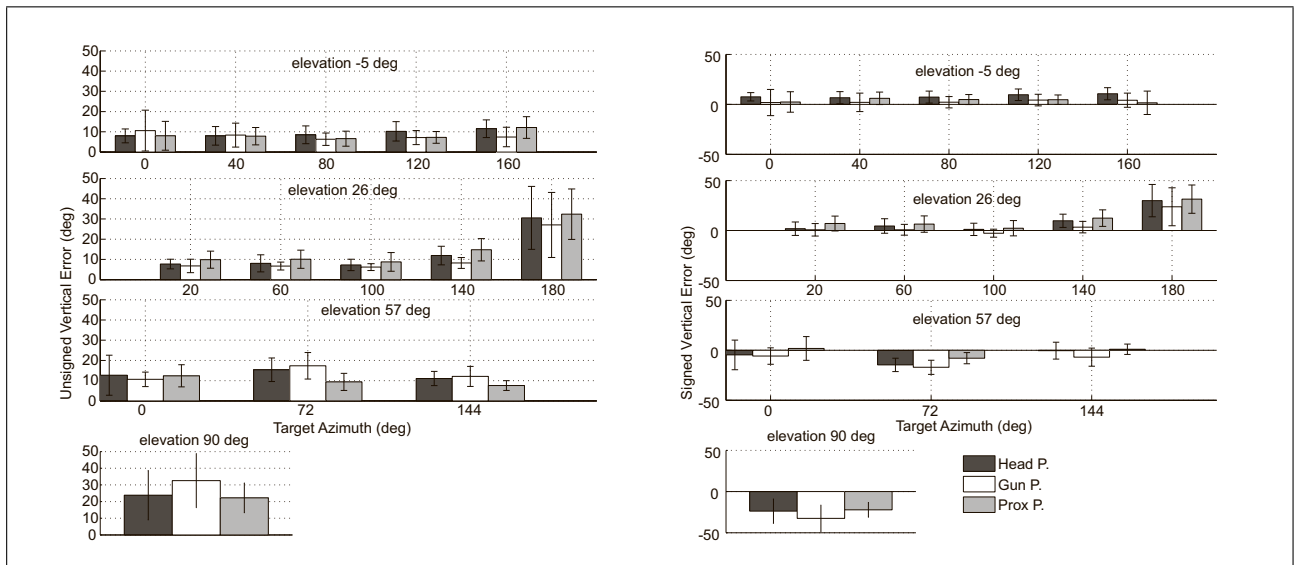 50
40
30
20
10
0
elevation -5 deg
0 40 80 120 160
50
40
30
20
10
0
elevation 26 deg
20 60 100 140 180
50
40
30
20
10
0
elevation 57 deg
0 72 144
Target Azimuth (deg)
Unsigned Vertical Error (deg)
elevation 90 deg
50
40
30
20
10
0
50
0
-50
elevation -5 deg
0 40 80 120 160
50
0
-50
elevation 26 deg
20 60 100 140 180
50
0
-50
elevation 57 deg
0 72 144
Target Azimuth (deg)
Signed Vertical Error (deg)
elevation 90 deg
50
0
-50
Head P.
Gun P.
Prox P.